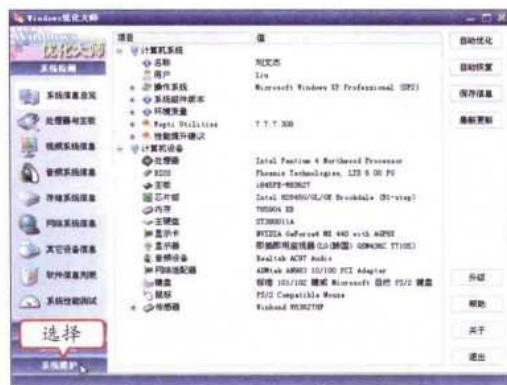 Windows优化大师
Windows
优化大师
系统检测
系统信息总览
处理器与主板
视频系统信息
音频系统信息
存储系统信息
网络系统信息
其它设备信息
软件信息列表
系统性能测试
选择
系统维护
项目
值
计算机系统
名称
刘文杰
用户
Liu
操作系统
Microsoft Windows XP Professional (SP2)
系统组件版本
环境变量
Wopti Utilities
性能提升建议
计算机设备
处理器
Intel Pentium 4 Northwood Processor
BIOS
Phoenix Technologies, LTD 6.00 PG
主板
芯片组
内存
主硬盘
ST380011A
显示卡
NVIDIA GeForce4 MX 440 with AGP8X
显示器
音频设备
Realtek AC97 Audio
网络适配器
键盘
鼠标
PS/2 Compatible Mouse
传感器
Winbond W83627THF
自动优化
自动恢复
保存信息
最新更新
升级
帮助
关于
退出